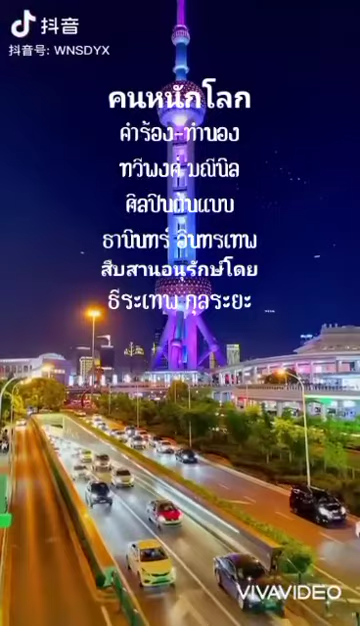 抖音
抖音号: WNSDYX
คนหนักโลก
คำร้อง-ทำนอง
ทวีพงศ์ มณีนิล
ศิลปินต้นแบบ
ธานินทร์ อินทรเทพ
สืบสานอนุรักษ์โดย
ธีระเทพ กุลระยะ
VIVAVIDEO